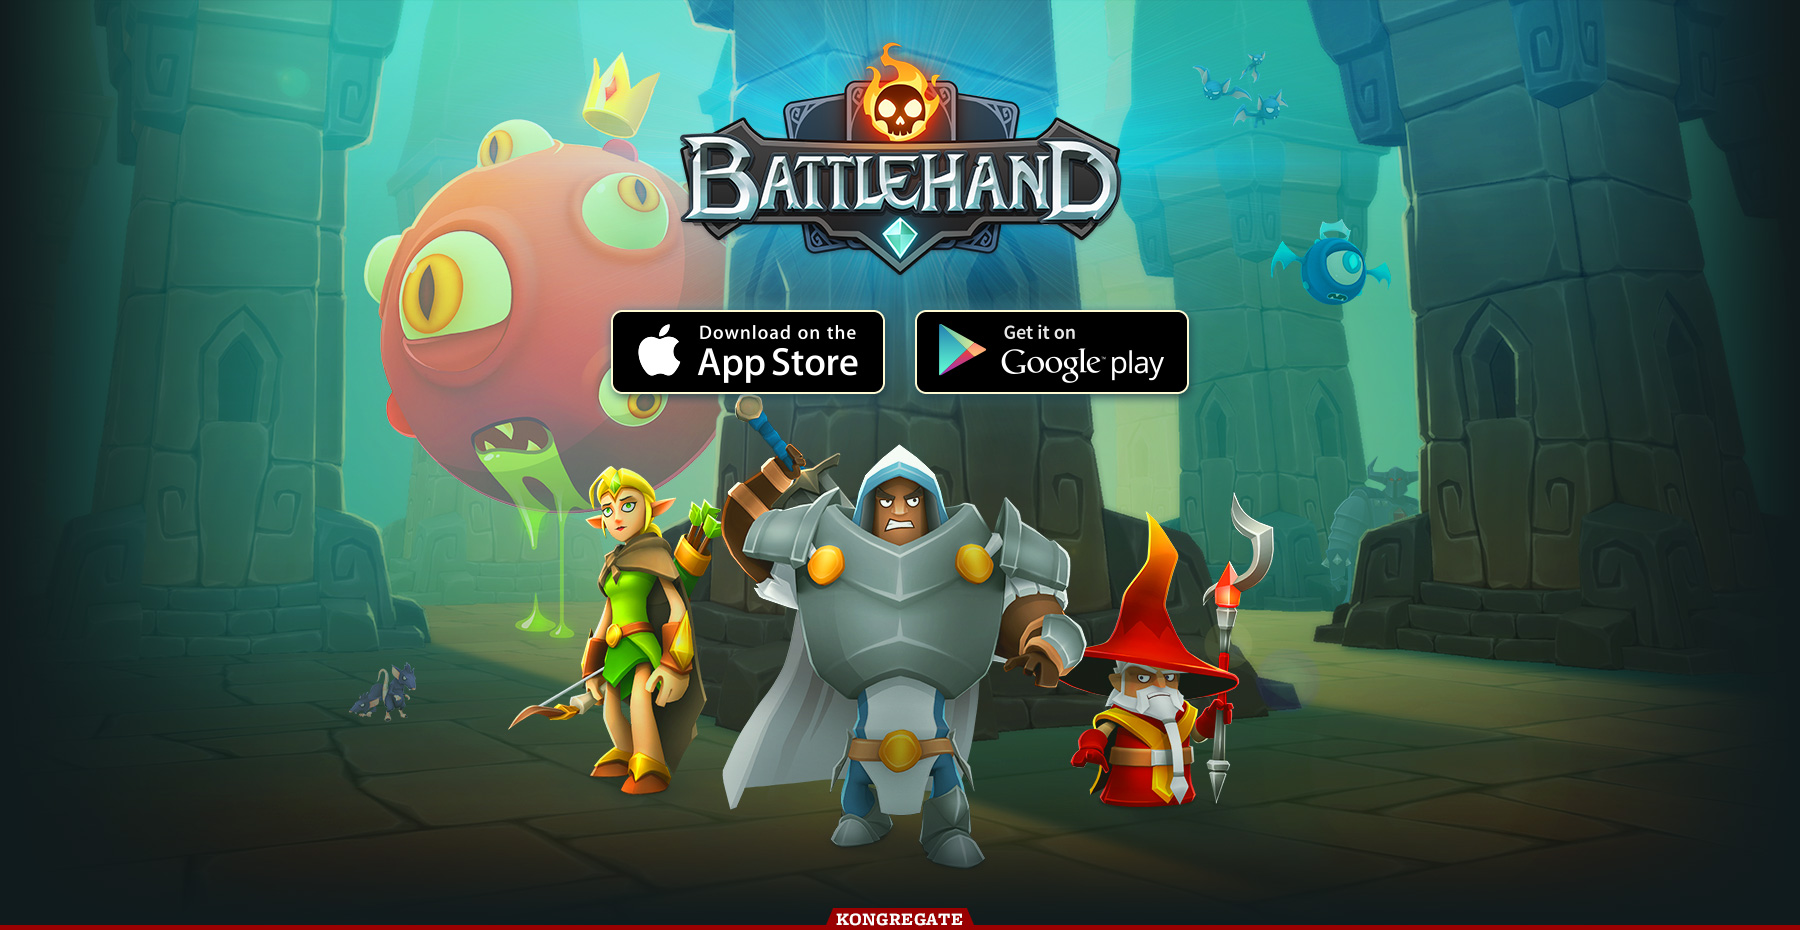 BATTLEHAND
Download on the
App Store
Get it on
Google play
KONGREGATE